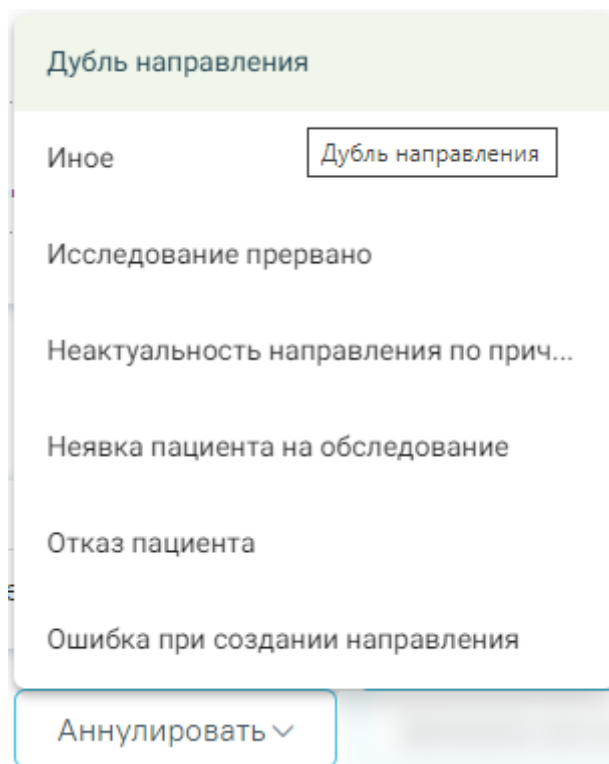 Дубль направления
Иное
Дубль направления
Исследование прервано
Неактуальность направления по прич...
Неявка пациента на обследование
Отказ пациента
Ошибка при создании направления
Аннулировать